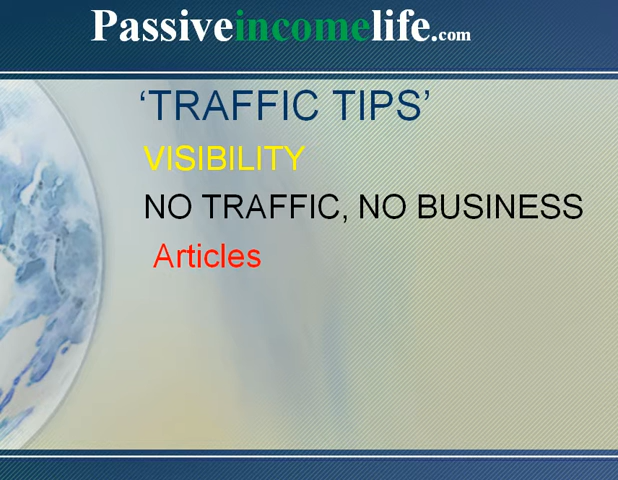 Passiveincomelife.com
‘TRAFFIC TIPS’
VISIBILITY
NO TRAFFIC, NO BUSINESS
Articles